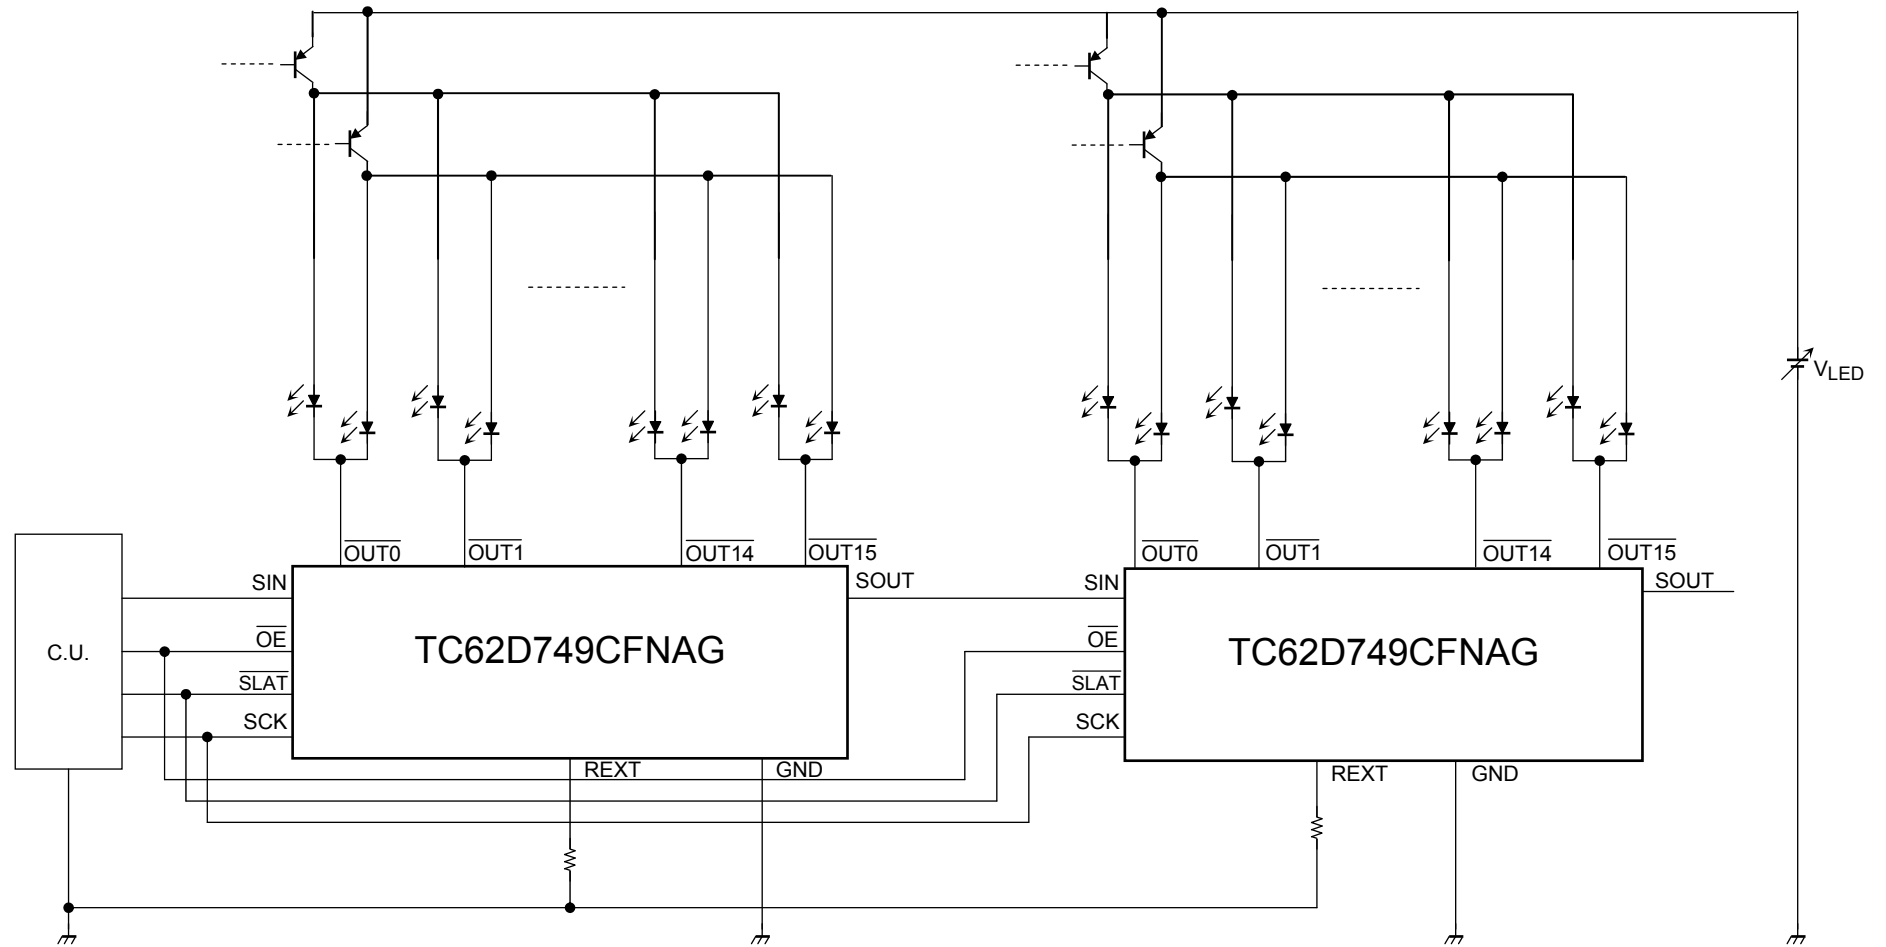 VLED
OUT0 OUT1 OUT14 OUT15
OUT0 OUT1 OUT14 OUT15
SIN SOUT SIN SOUT
OE OE
C.U. TC62D749CFNAG TC62D749CFNAG
SLAT SLAT
SCK SCK
REXT GND REXT GND